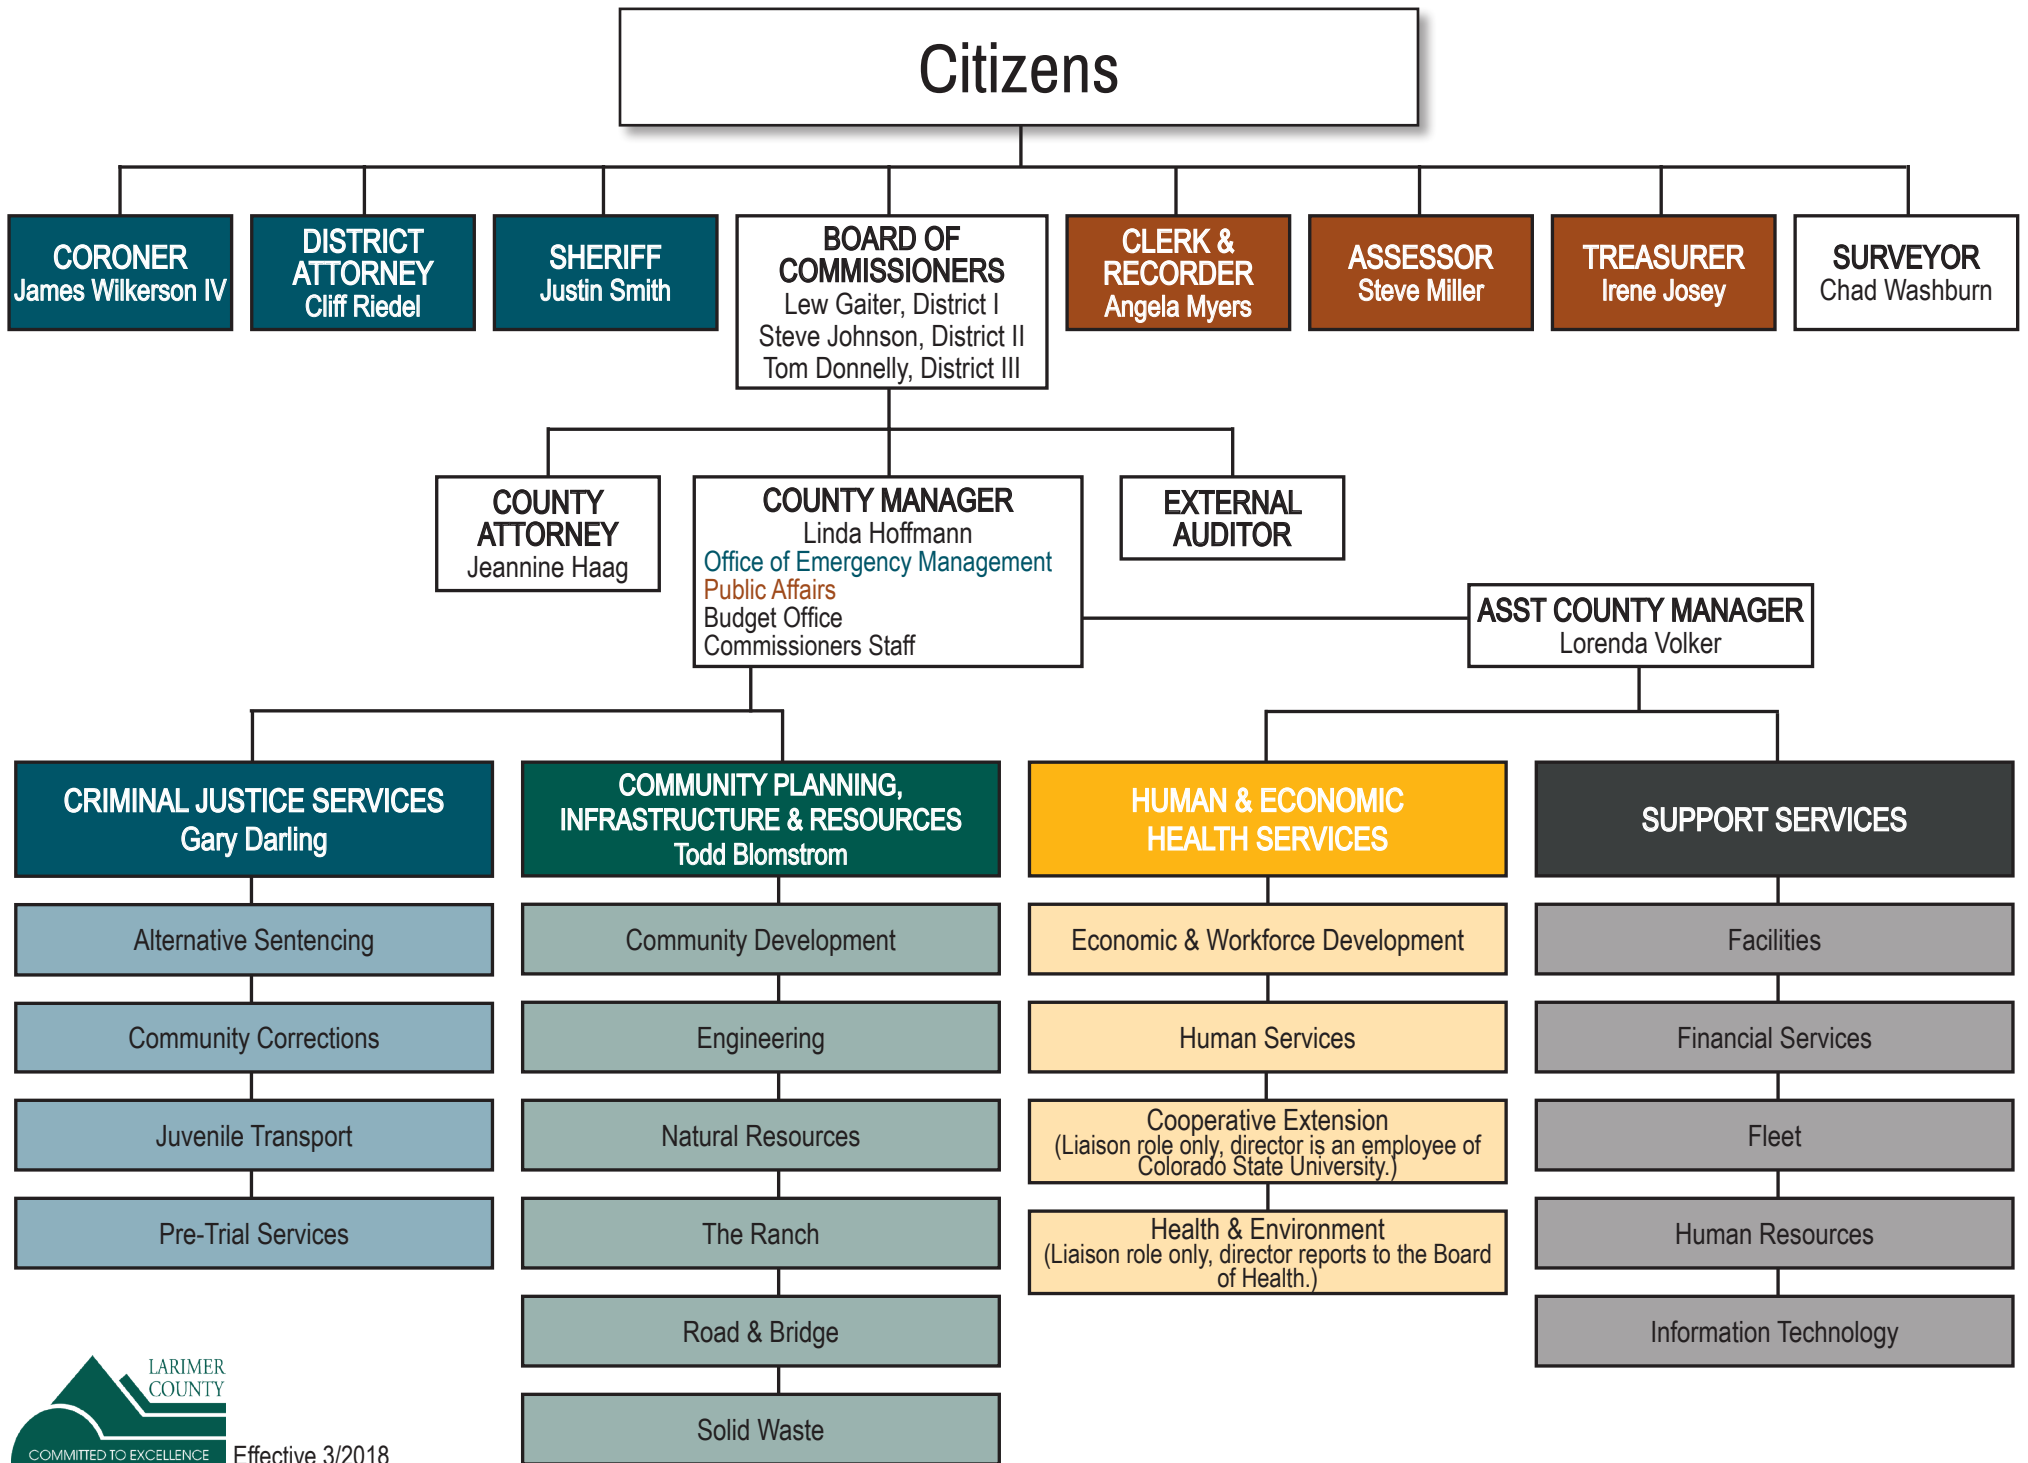 Citizens
CORONER
James Wilkerson IV
DISTRICT
ATTORNEY
Cliff Riedel
SHERIFF
Justin Smith
BOARD OF
COMMISSIONERS
Lew Gaiter, District I
Steve Johnson, District II
Tom Donnelly, District III
CLERK &
RECORDER
Angela Myers
ASSESSOR
Steve Miller
TREASURER
Irene Josey
SURVEYOR
Chad Washburn
COUNTY
ATTORNEY
Jeannine Haag
COUNTY MANAGER
Linda Hoffmann
Office of Emergency Management
Public Affairs
Budget Office
Commissioners Staff
EXTERNAL
AUDITOR
ASST COUNTY MANAGER
Lorenda Volker
CRIMINAL JUSTICE SERVICES
Gary Darling
Alternative Sentencing
Community Corrections
Juvenile Transport
Pre-Trial Services
COMMUNITY PLANNING,
INFRASTRUCTURE & RESOURCES
Todd Blomstrom
Community Development
Engineering
Natural Resources
The Ranch
Road & Bridge
Solid Waste
HUMAN & ECONOMIC
HEALTH SERVICES
Economic & Workforce Development
Human Services
Cooperative Extension
(Liaison role only, director is an employee of
Colorado State University.)
Health & Environment
(Liaison role only, director reports to the Board
of Health.)
SUPPORT SERVICES
Facilities
Financial Services
Fleet
Human Resources
Information Technology
LARIMER
COUNTY
COMMITTED TO EXCELLENCE
Effective 3/2018